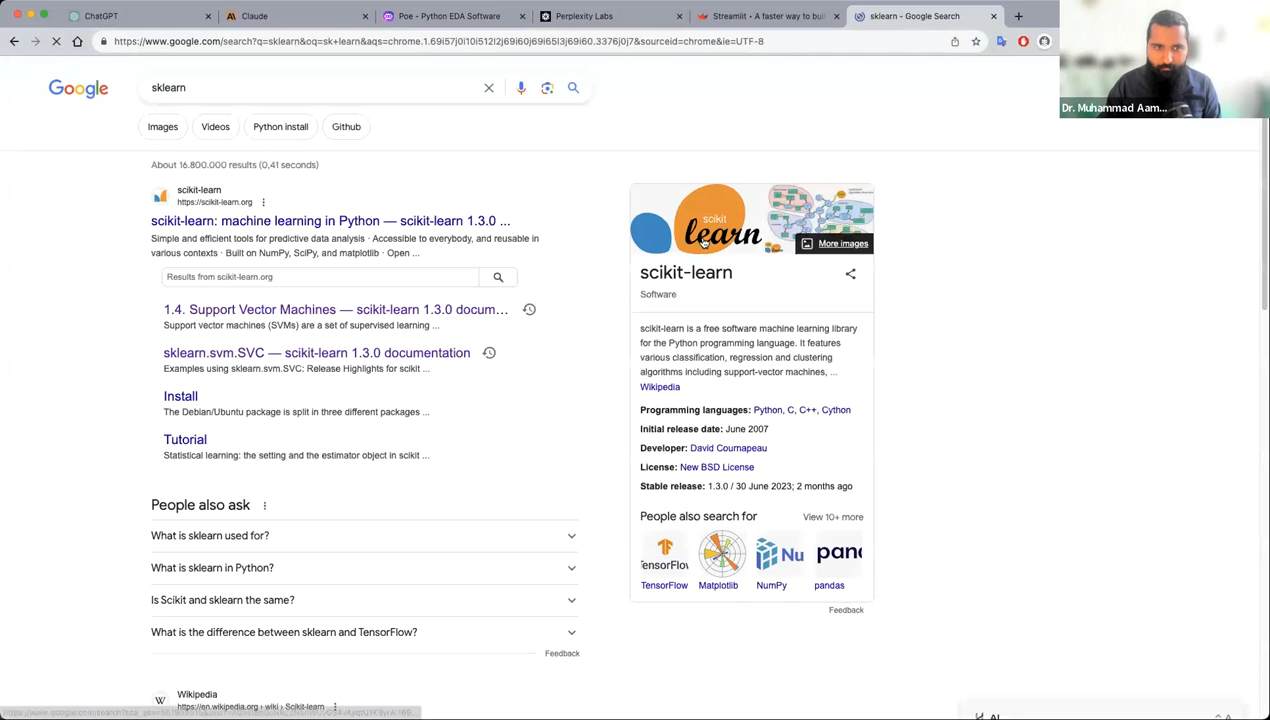 ChatGPT
Claude
Poe - Python EDA Software
Perplexity Labs
Streamlit • A faster way to buil
sklearn - Google Search
https://www.google.com/search?q=sklearn&oq=sk+learn&aqs=chrome.1.69i57j0i10i512l2j69i60j69i65l3j69i60.3376j0j7&sourceid=chrome&ie=UTF-8
Dr. Muhammad Aam...
Google
sklearn
Images
Videos
Python install
Github
About 16.800.000 results (0,41 seconds)
scikit-learn
https://scikit-learn.org
scikit-learn: machine learning in Python — scikit-learn 1.3.0 ...
Simple and efficient tools for predictive data analysis · Accessible to everybody, and reusable in
various contexts · Built on NumPy, SciPy, and matplotlib · Open ...
Results from scikit-learn.org
1.4. Support Vector Machines — scikit-learn 1.3.0 docum...
Support vector machines (SVMs) are a set of supervised learning ...
sklearn.svm.SVC — scikit-learn 1.3.0 documentation
Examples using sklearn.svm.SVC: Release Highlights for scikit ...
Install
The Debian/Ubuntu package is split in three different packages ...
Tutorial
Statistical learning: the setting and the estimator object in scikit ...
People also ask
What is sklearn used for?
What is sklearn in Python?
Is Scikit and sklearn the same?
What is the difference between sklearn and TensorFlow?
Feedback
Wikipedia
https://en.wikipedia.org › wiki › Scikit-learn
scikit
learn
More images
scikit-learn
Software
scikit-learn is a free software machine learning library
for the Python programming language. It features
various classification, regression and clustering
algorithms including support-vector machines, ...
Wikipedia
Programming languages: Python, C, C++, Cython
Initial release date: June 2007
Developer: David Cournapeau
License: New BSD License
Stable release: 1.3.0 / 30 June 2023; 2 months ago
People also search for
View 10+ more
TensorFlow
Matplotlib
NumPy
pandas
Feedback